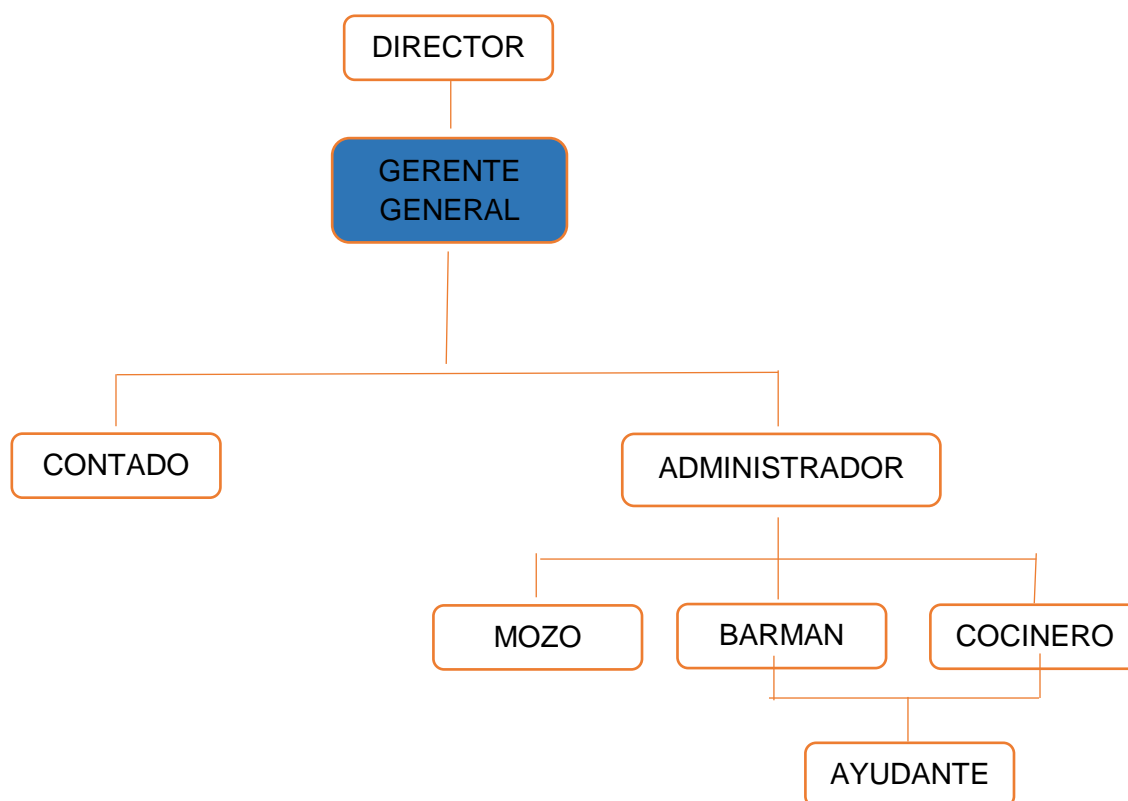 DIRECTOR
GERENTE
GENERAL
CONTADO
ADMINISTRADOR
MOZO
BARMAN
COCINERO
AYUDANTE